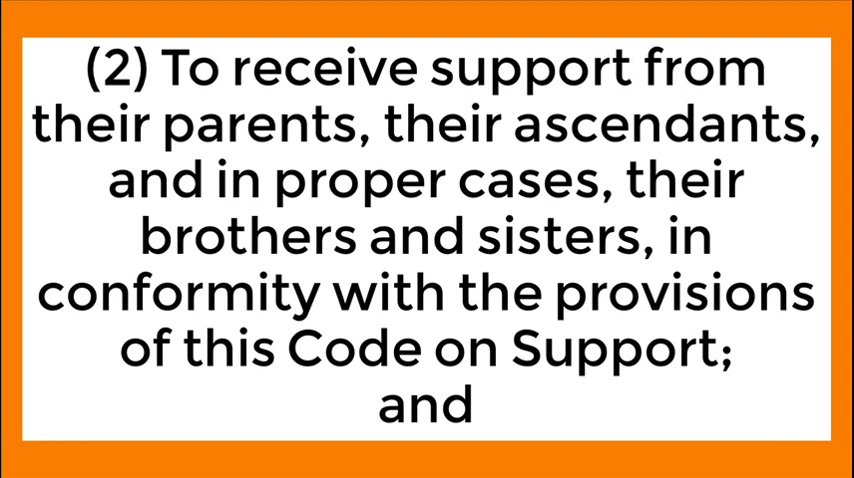 (2) To receive support from
their parents, their ascendants,
and in proper cases, their
brothers and sisters, in
conformity with the provisions
of this Code on Support;
and